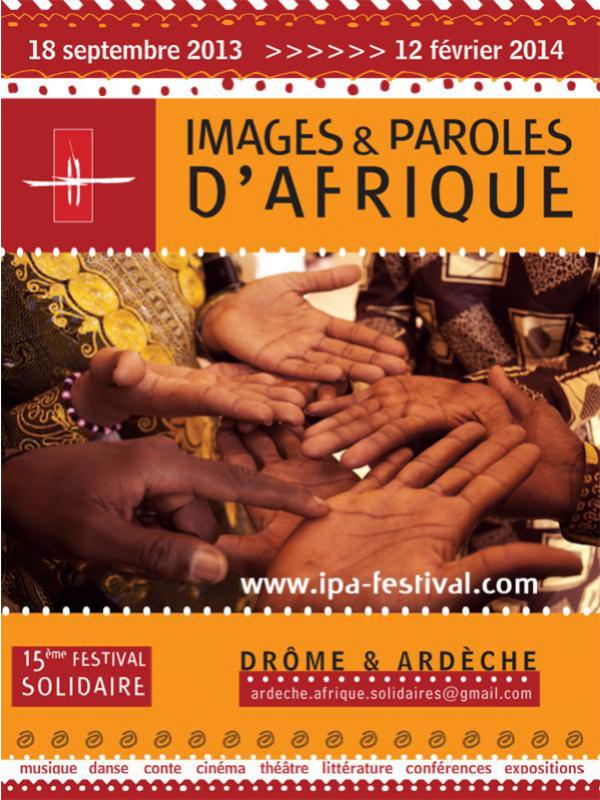 18 septembre 2013 >>>>>> 12 février 2014
IMAGES & PAROLES
D'AFRIQUE
www.ipa-festival.com
15ème FESTIVAL
SOLIDAIRE
DRÔME & ARDÈCHE
ardeche.afrique.solidaires@gmail.com
musique danse conte cinéma théâtre littérature conférences expositions